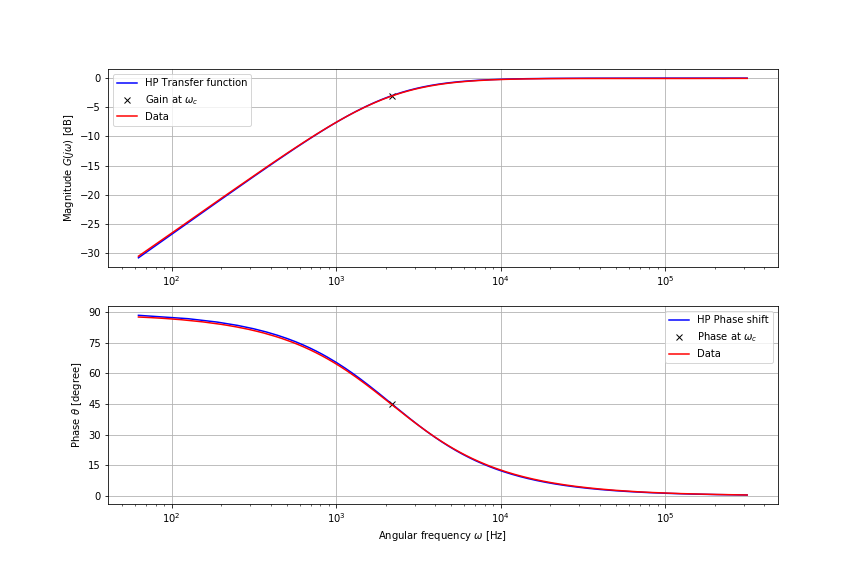 Magnitude G(jω) [dB]
0
−5
−10
−15
−20
−25
−30
HP Transfer function
Gain at ω_c
Data
10^2
10^3
10^4
10^5
Phase θ [degree]
90
75
60
45
30
15
0
HP Phase shift
Phase at ω_c
Data
10^2
10^3
10^4
10^5
Angular frequency ω [Hz]